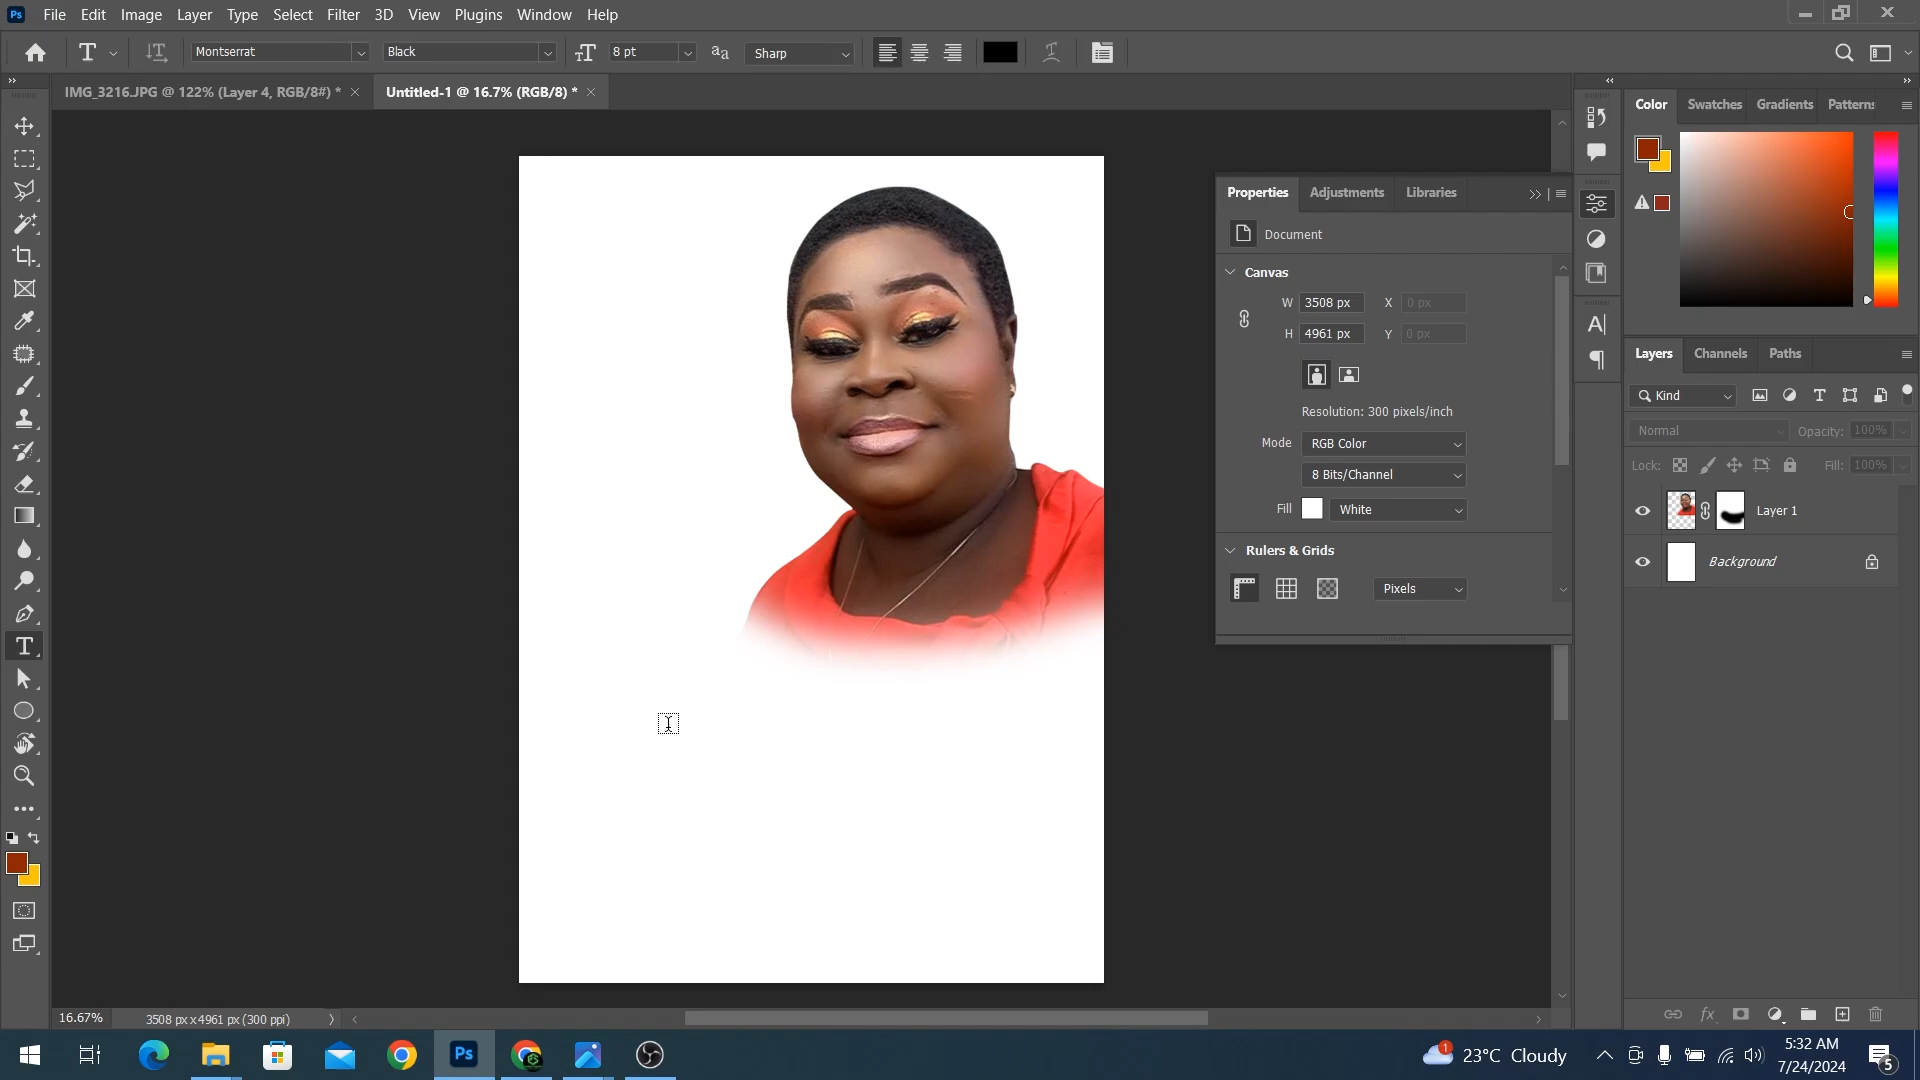 Ps File Edit Image Layer Type Select Filter 3D View Plugins Window Help
Montserrat Black 8 pt Sharp
IMG_3216.JPG @ 122% (Layer 4, RGB/8#) * Untitled-1 @ 16.7% (RGB/8) *
Color Swatches Gradients Patterns
Properties Adjustments Libraries
Document
Canvas
W 3508 px X 0 px
H 4961 px Y 0 px
Resolution: 300 pixels/inch
Mode RGB Color
8 Bits/Channel
Fill White
Rulers & Grids
Pixels
Layers Channels Paths
Kind
Normal Opacity: 100%
Lock: Fill: 100%
Layer 1
Background
16.67% 3508 px x 4961 px (300 ppi)
Ps 1 23°C Cloudy 5:32 AM
7/24/2024 5